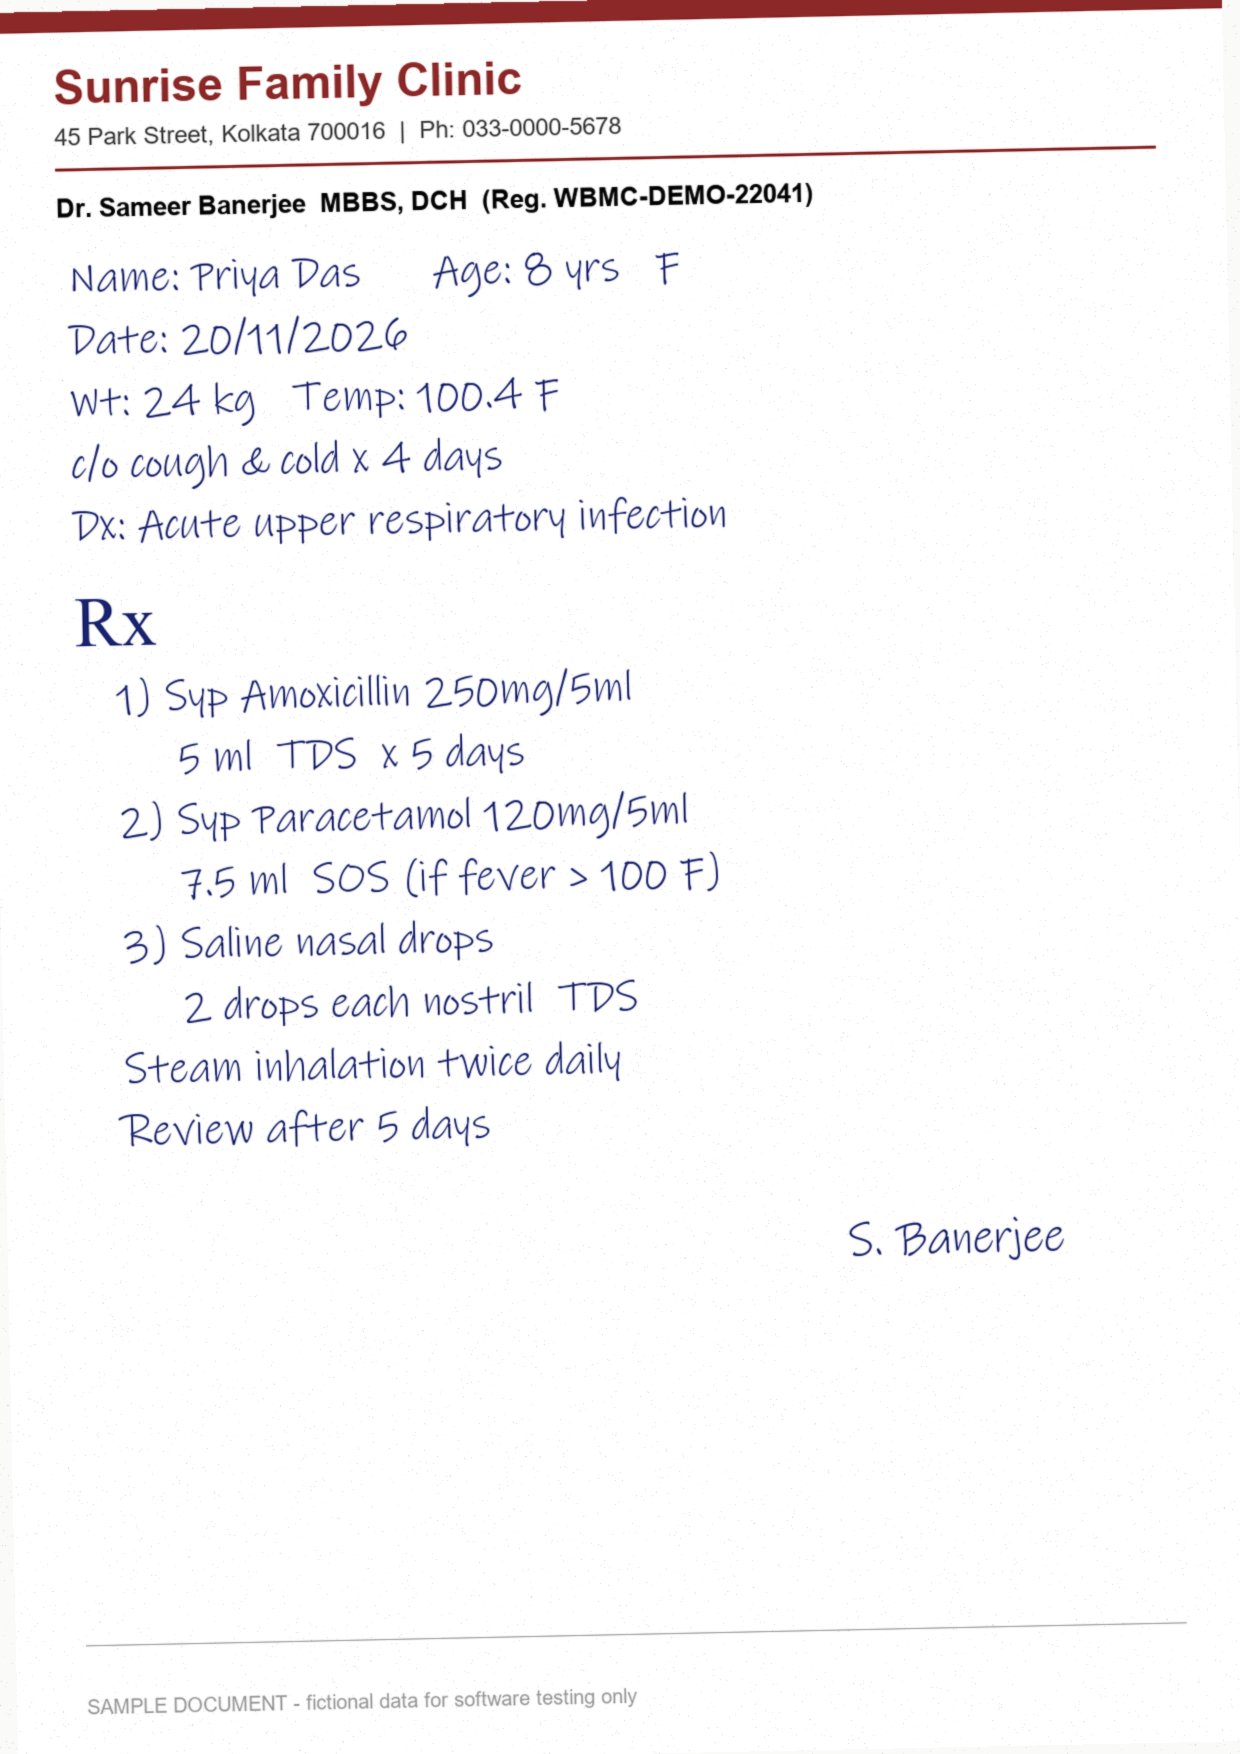 Sunrise Family Clinic
45 Park Street, Kolkata 700016 | Ph: 033-0000-5678
Dr. Sameer Banerjee MBBS, DCH (Reg. WBMC-DEMO-22041)
Name: Priya Das Age: 8 yrs F
Date: 20/11/2026
Wt: 24 kg Temp: 100.4 F
c/o cough & cold x 4 days
Dx: Acute upper respiratory infection
Rx
1) Syp Amoxicillin 250mg/5ml
5 ml TDS x 5 days
2) Syp Paracetamol 120mg/5ml
7.5 ml SOS (if fever > 100 F)
3) Saline nasal drops
2 drops each nostril TDS
Steam inhalation twice daily
Review after 5 days
S. Banerjee
SAMPLE DOCUMENT - fictional data for software testing only